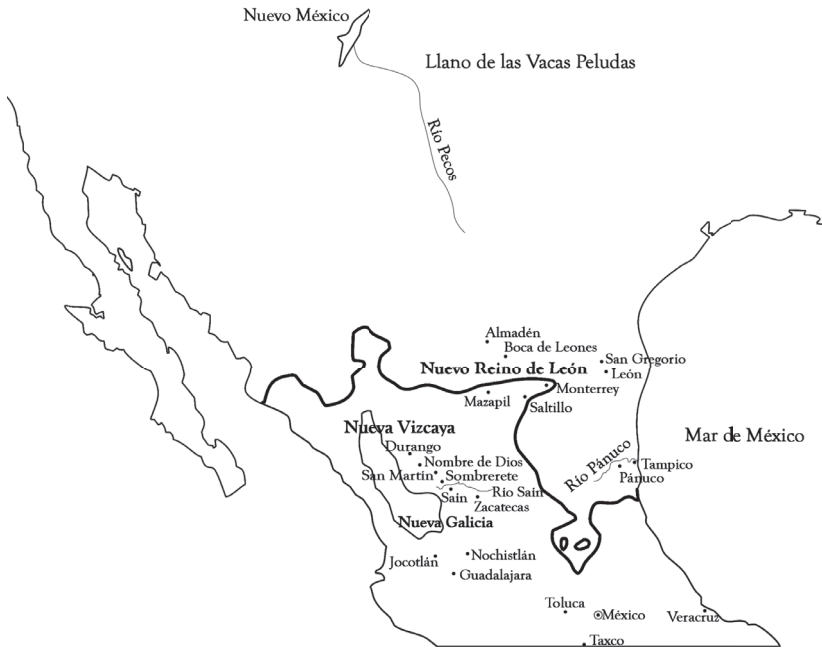 Nuevo México
Llano de las Vacas Peludas
Río Pecos
Almadén
Boca de Leones
San Gregorio
Nuevo Reino de León
León
Monterrey
Mazapil
Saltillo
Nueva Vizcaya
Mar de México
Durango
Río Pánuco
Nombre de Dios
Tampico
San Martín
Sombrerete
Pánuco
Sain
Río Sain
Zacatecas
Nueva Galicia
Jocotlán
Nochistlán
Guadalajara
Toluca
México
Veracruz
Taxco